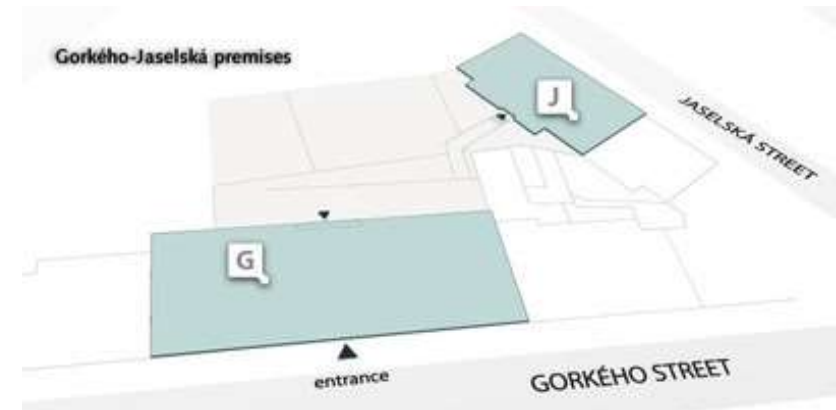 Gorkého-Jaselská premises
J
JASELSKÁ STREET
G
entrance
GORKÉHO STREET